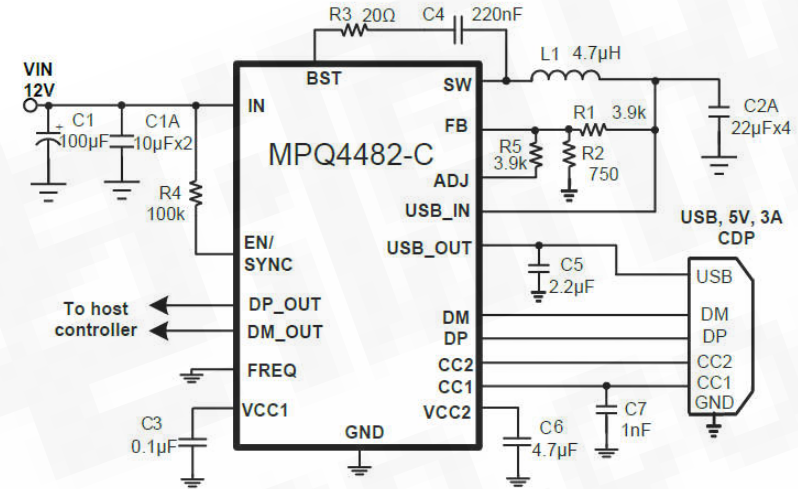 R3 20Ω C4 220nF
VIN
12V
BST
SW
L1 4.7µH
IN
C1
100µF
C1A
10µFx2
FB
R1 3.9k
C2A
22µFx4
MPQ4482-C
R5
3.9k
R2
750
ADJ
R4
100k
USB_IN
USB, 5V, 3A
CDP
EN/
SYNC
USB_OUT
C5
2.2µF
USB
To host
controller
DP_OUT
DM_OUT
DM
DP
DM
DP
FREQ
CC2
CC1
CC2
CC1
GND
VCC1
VCC2
C3
0.1µF
GND
C6
4.7µF
C7
1nF